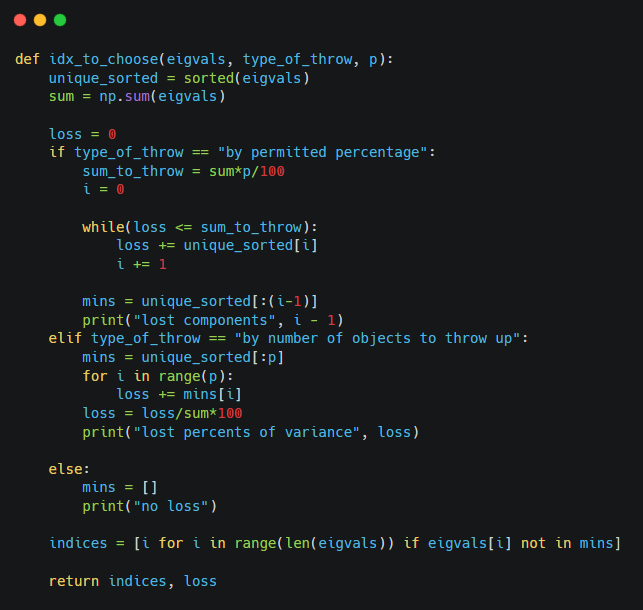 def idx_to_choose(eigvals, type_of_throw, p):
    unique_sorted = sorted(eigvals)
    sum = np.sum(eigvals)

    loss = 0
    if type_of_throw == "by permitted percentage":
        sum_to_throw = sum*p/100
        i = 0

        while(loss <= sum_to_throw):
            loss += unique_sorted[i]
            i += 1

        mins = unique_sorted[:(i-1)]
        print("lost components", i - 1)
    elif type_of_throw == "by number of objects to throw up":
        mins = unique_sorted[:p]
        for i in range(p):
            loss += mins[i]
        loss = loss/sum*100
        print("lost percents of variance", loss)

    else:
        mins = []
        print("no loss")

    indices = [i for i in range(len(eigvals)) if eigvals[i] not in mins]

    return indices, loss